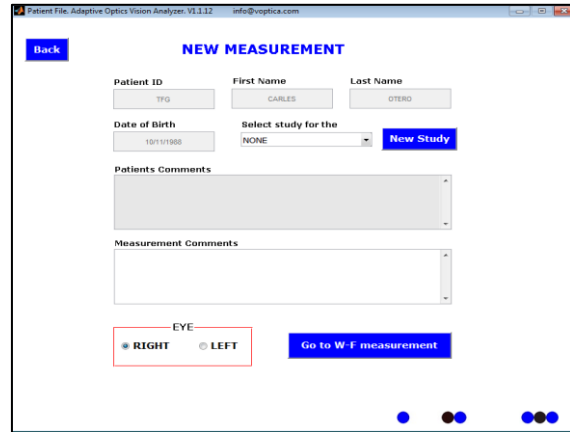 Patient File. Adaptive Optics Vision Analyzer. V1.1.12 info@voptica.com
Back
NEW MEASUREMENT
Patient ID First Name Last Name
TFG CARLES OTERO
Date of Birth Select study for the
10/11/1988 NONE New Study
Patients Comments
Measurement Comments
EYE
RIGHT LEFT Go to W-F measurement